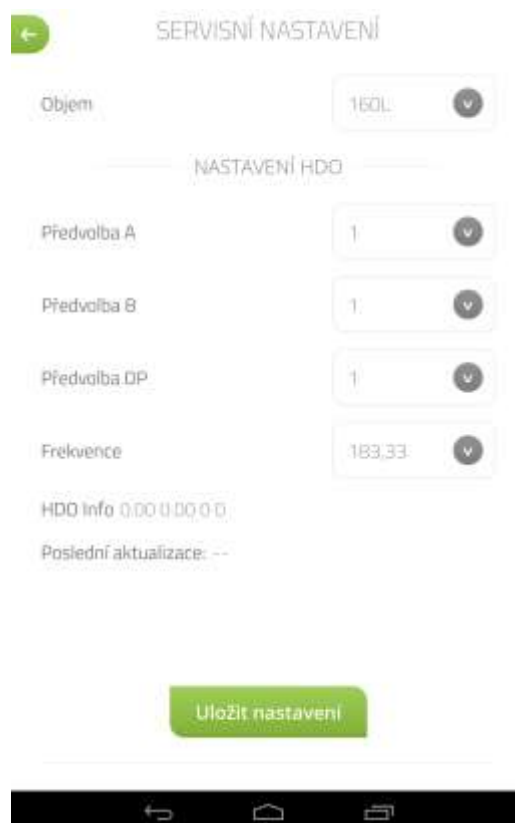 SERVISNÍ NASTAVENÍ
Objem 160L
NASTAVENÍ HDO
Předvolba A 1
Předvolba B 1
Předvolba DP 1
Frekvence 183,33
HDO Info 0.00 0.00 0 0
Poslední aktualizace: --
Uložit nastavení